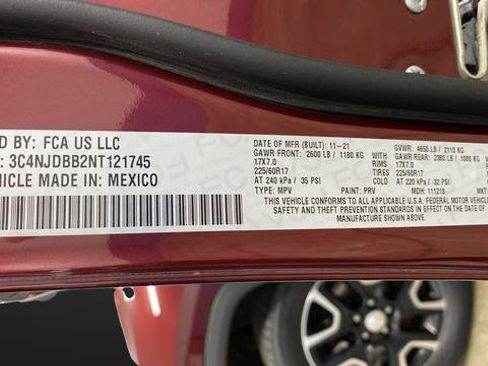 D BY: FCA US LLC
: 3C4NJDBB2NT121745
HICLE MADE IN: MEXICO
DATE OF MFR (BUILT): 11-21
GAWR FRONT: 2600 LB / 1180 KG
17X7.0
225/60R17
AT 240 kPa / 35 PSI
TYPE: MPV
PAINT: PRV
GVWR: 4650 LB / 2110 KG
WITH GAWR REAR: 2380 LB / 1080 KG
RIMS 17X7.0
TIRES 225/60R17
COLD AT 220 kPa / 32 PSI
MDH: 111218
MKT
THIS VEHICLE CONFORMS TO ALL APPLICABLE U.S.A. FEDERAL MOTOR VEHICLE
SAFETY AND THEFT PREVENTION STANDARDS IN EFFECT ON THE DATE OF
MANUFACTURE SHOWN ABOVE.